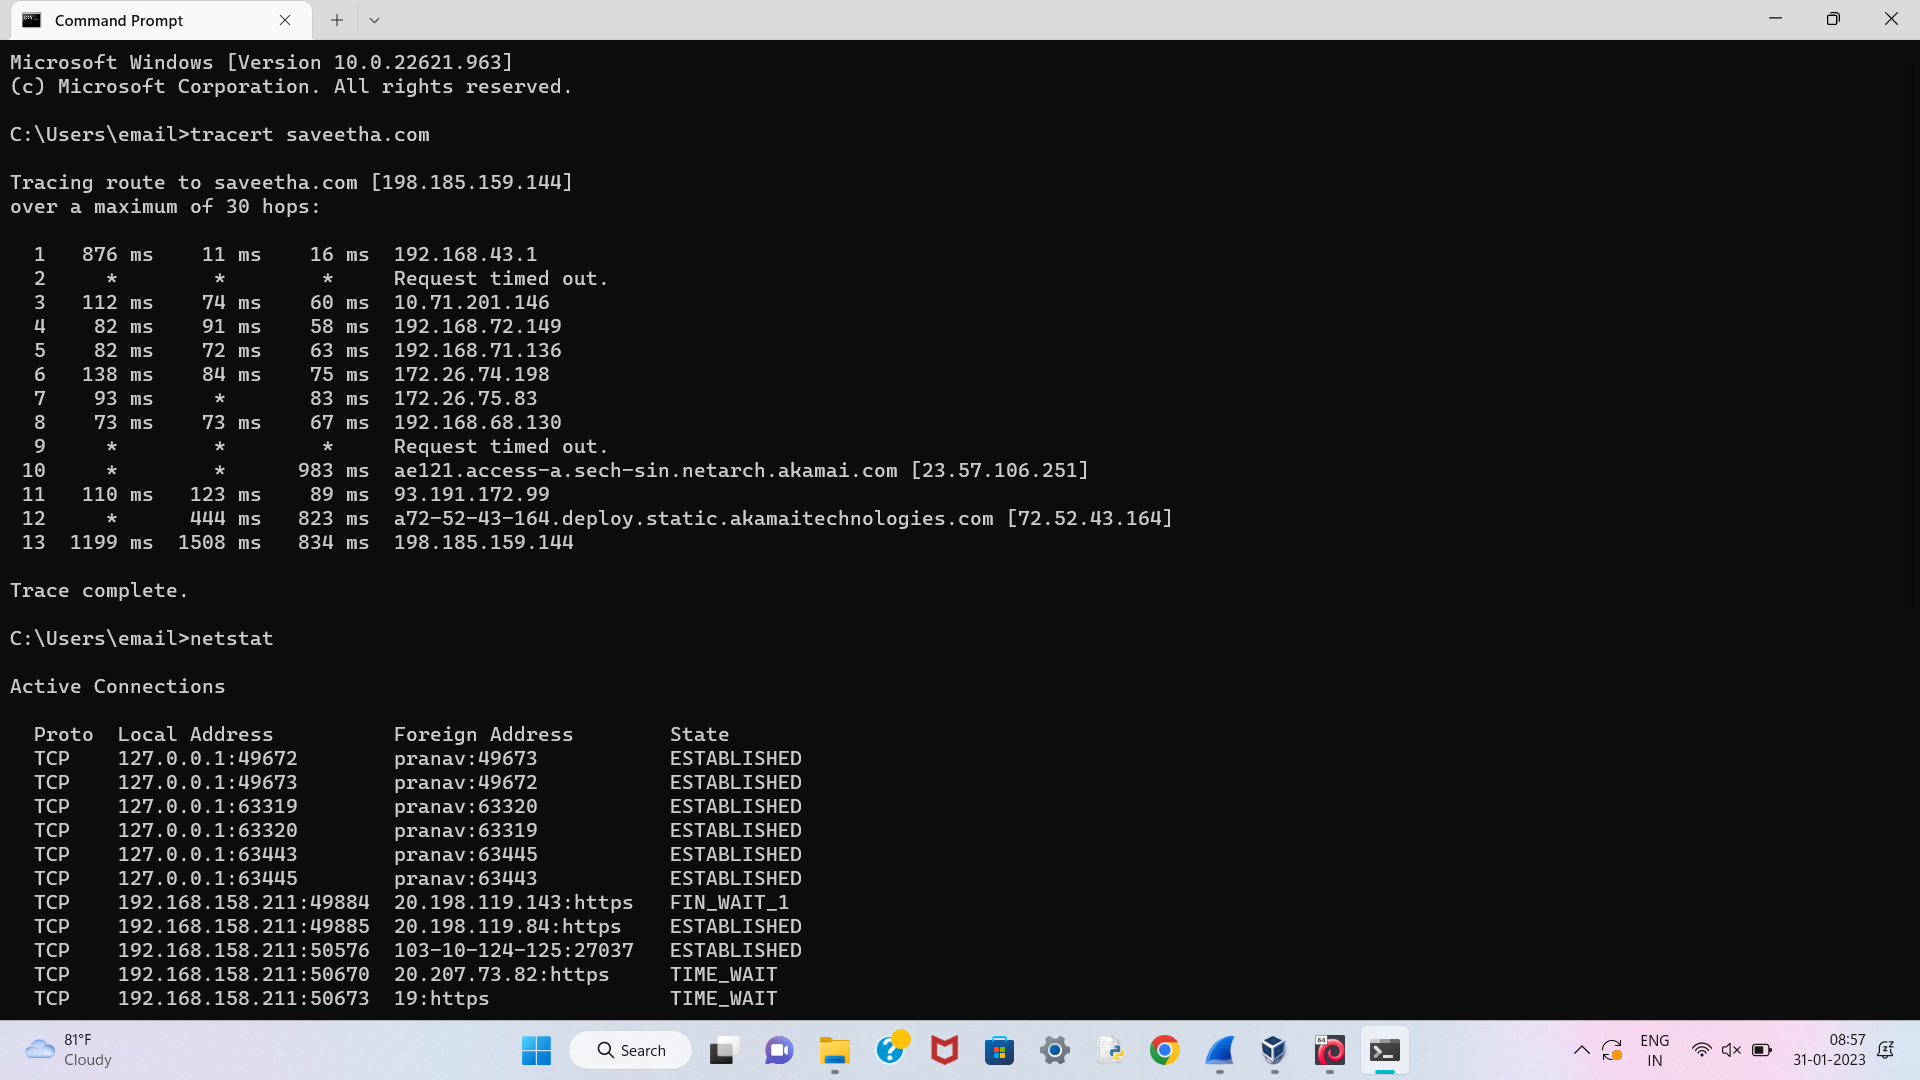 Command Prompt
Microsoft Windows [Version 10.0.22621.963]
(c) Microsoft Corporation. All rights reserved.
C:\Users\email>tracert saveetha.com
Tracing route to saveetha.com [198.185.159.144]
over a maximum of 30 hops:
1 876 ms 11 ms 16 ms 192.168.43.1
2 * * * Request timed out.
3 112 ms 74 ms 60 ms 10.71.201.146
4 82 ms 91 ms 58 ms 192.168.72.149
5 82 ms 72 ms 63 ms 192.168.71.136
6 138 ms 84 ms 75 ms 172.26.74.198
7 93 ms * 83 ms 172.26.75.83
8 73 ms 73 ms 67 ms 192.168.68.130
9 * * * Request timed out.
10 * * 983 ms ae121.access-a.sech-sin.netarch.akamai.com [23.57.106.251]
11 110 ms 123 ms 89 ms 93.191.172.99
12 * 444 ms 823 ms a72-52-43-164.deploy.static.akamaitechnologies.com [72.52.43.164]
13 1199 ms 1508 ms 834 ms 198.185.159.144
Trace complete.
C:\Users\email>netstat
Active Connections
Proto Local Address Foreign Address State
TCP 127.0.0.1:49672 pranav:49673 ESTABLISHED
TCP 127.0.0.1:49673 pranav:49672 ESTABLISHED
TCP 127.0.0.1:63319 pranav:63320 ESTABLISHED
TCP 127.0.0.1:63320 pranav:63319 ESTABLISHED
TCP 127.0.0.1:63443 pranav:63445 ESTABLISHED
TCP 127.0.0.1:63445 pranav:63443 ESTABLISHED
TCP 192.168.158.211:49884 20.198.119.143:https FIN_WAIT_1
TCP 192.168.158.211:49885 20.198.119.84:https ESTABLISHED
TCP 192.168.158.211:50576 103-10-124-125:27037 ESTABLISHED
TCP 192.168.158.211:50670 20.207.73.82:https TIME_WAIT
TCP 192.168.158.211:50673 19:https TIME_WAIT
81°F
Cloudy
Search
64
ENG
IN
08:57
31-01-2023